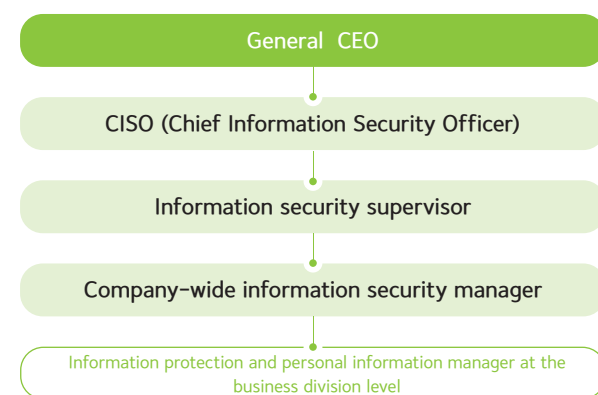 General CEO
CISO (Chief Information Security Officer)
Information security supervisor
Company-wide information security manager
Information protection and personal information manager at the
business division level